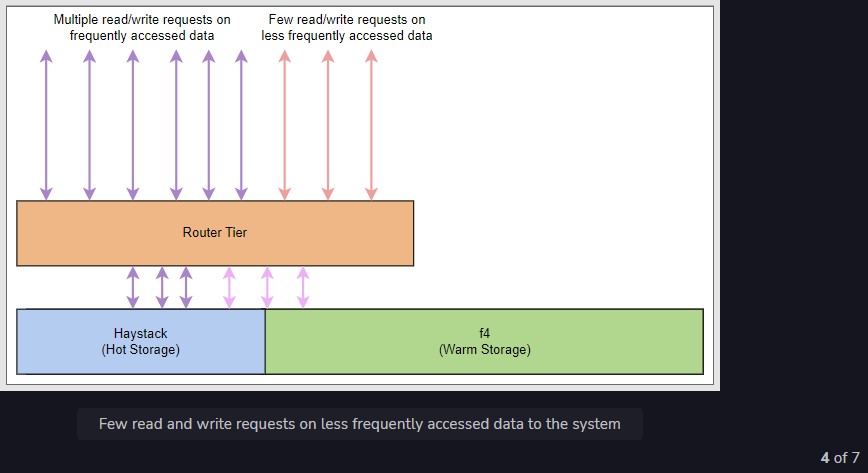 Multiple read/write requests on
frequently accessed data
Few read/write requests on
less frequently accessed data
Router Tier
Haystack
(Hot Storage)
f4
(Warm Storage)
Few read and write requests on less frequently accessed data to the system
4 of 7